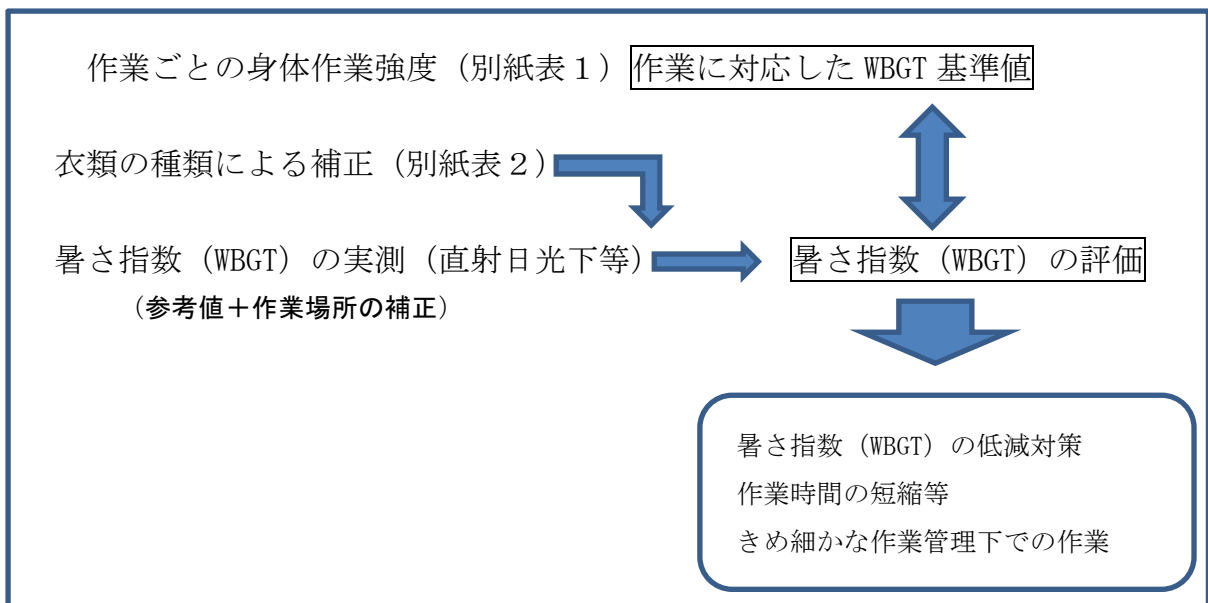 作業ごとの身体作業強度（別紙表１）作業に対応した WBGT 基準値
衣類の種類による補正（別紙表２）
暑さ指数（WBGT）の実測（直射日光下等） 暑さ指数（WBGT）の評価
（参考値＋作業場所の補正）
暑さ指数（WBGT）の低減対策
作業時間の短縮等
きめ細かな作業管理下での作業